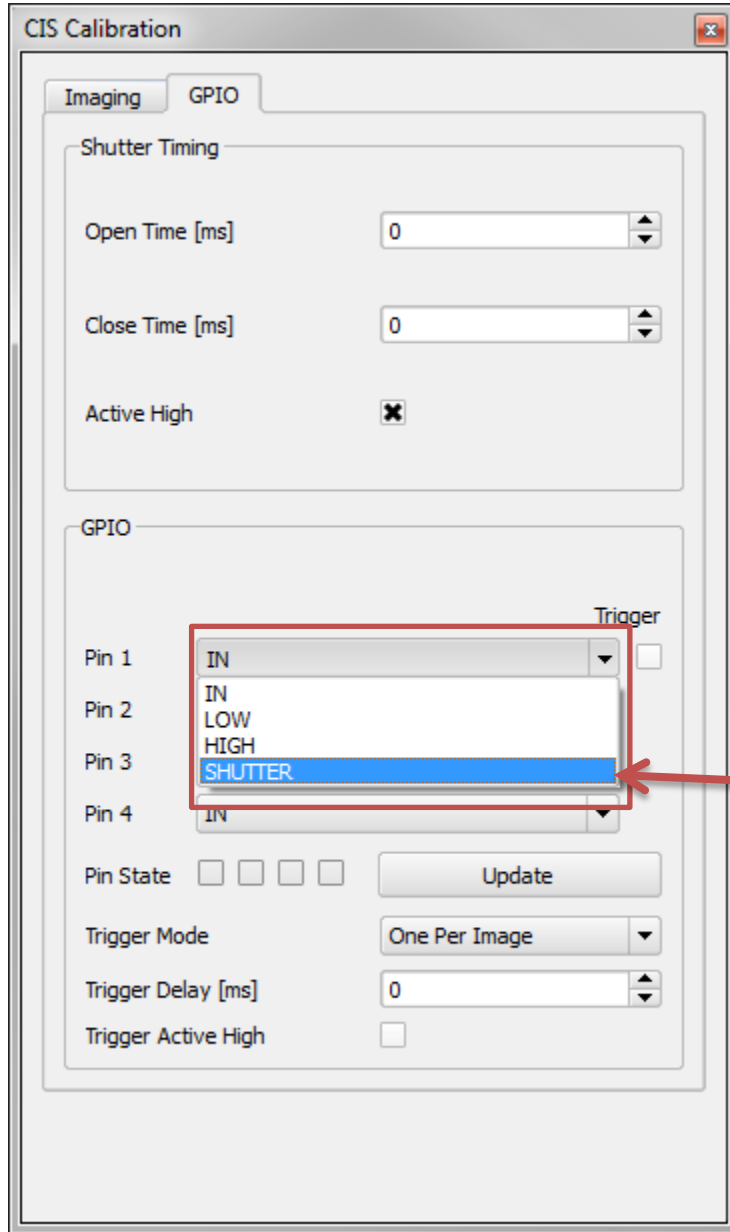 CIS Calibration
Imaging GPIO
Shutter Timing
Open Time [ms] 0
Close Time [ms] 0
Active High
GPIO
Trigger
Pin 1 IN
IN
Pin 2
LOW
HIGH
Pin 3
SHUTTER
Pin 4 IN
Pin State Update
Trigger Mode One Per Image
Trigger Delay [ms] 0
Trigger Active High